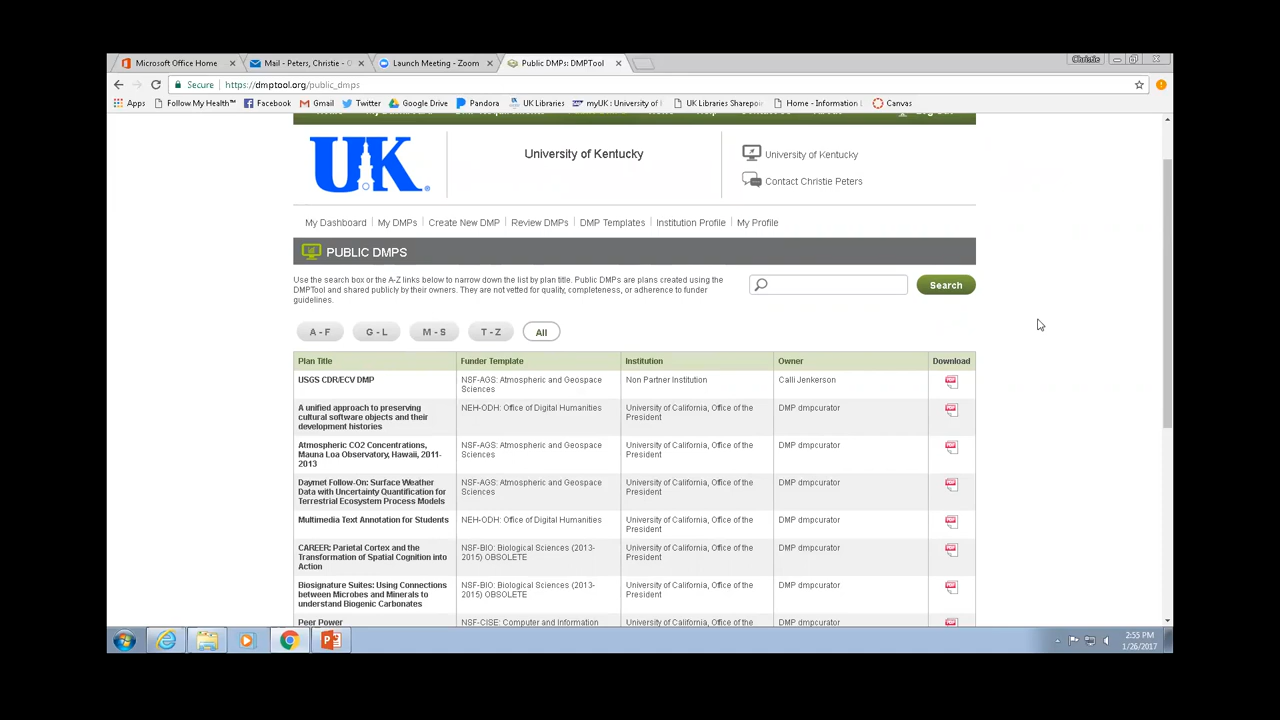 Microsoft Office Home
Mail - Peters, Christie - O
Launch Meeting - Zoom
Public DMPs: DMPTool
Christie
Secure
https://dmptool.org/public_dmps
Apps
Follow My Health™
Facebook
Gmail
Twitter
Google Drive
Pandora
UK Libraries
myUK : University of
UK Libraries Sharepoi
Home - Information
Canvas
UK
University of Kentucky
University of Kentucky
Contact Christie Peters
My Dashboard
My DMPs
Create New DMP
Review DMPs
DMP Templates
Institution Profile
My Profile
PUBLIC DMPS
Use the search box or the A-Z links below to narrow down the list by plan title. Public DMPs are plans created using the
DMPTool and shared publicly by their owners. They are not vetted for quality, completeness, or adherence to funder
guidelines.
Search
A - F
G - L
M - S
T - Z
All
Plan Title
Funder Template
Institution
Owner
Download
USGS CDR/ECV DMP
NSF-AGS: Atmospheric and Geospace
Sciences
Non Partner Institution
Calli Jenkerson
PDF
A unified approach to preserving
cultural software objects and their
development histories
NEH-ODH: Office of Digital Humanities
University of California, Office of the
President
DMP dmpcurator
PDF
Atmospheric CO2 Concentrations,
Mauna Loa Observatory, Hawaii, 2011-
2013
NSF-AGS: Atmospheric and Geospace
Sciences
University of California, Office of the
President
DMP dmpcurator
PDF
Daymet Follow-On: Surface Weather
Data with Uncertainty Quantification for
Terrestrial Ecosystem Process Models
NSF-AGS: Atmospheric and Geospace
Sciences
University of California, Office of the
President
DMP dmpcurator
PDF
Multimedia Text Annotation for Students
NEH-ODH: Office of Digital Humanities
University of California, Office of the
President
DMP dmpcurator
PDF
CAREER: Parietal Cortex and the
Transformation of Spatial Cognition into
Action
NSF-BIO: Biological Sciences (2013-
2015) OBSOLETE
University of California, Office of the
President
DMP dmpcurator
PDF
Biosignature Suites: Using Connections
between Microbes and Minerals to
understand Biogenic Carbonates
NSF-BIO: Biological Sciences (2013-
2015) OBSOLETE
University of California, Office of the
President
DMP dmpcurator
PDF
Peer Power
NSF-CISE: Computer and Information
University of California, Office of the
DMP dmpcurator
PDF
2:55 PM
1/26/2017